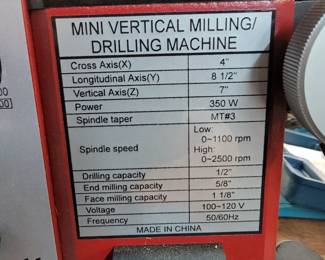 MINI VERTICAL MILLING/
DRILLING MACHINE
Cross Axis(X) 4"
Longitudinal Axis(Y) 8 1/2"
Vertical Axis(Z) 7"
Power 350 W
Spindle taper MT#3
Spindle speed Low:
0~1100 rpm
High:
0~2500 rpm
Drilling capacity 1/2"
End milling capacity 5/8"
Face milling capacity 1 1/8"
Voltage 100~120 V
Frequency 50/60Hz
MADE IN CHINA